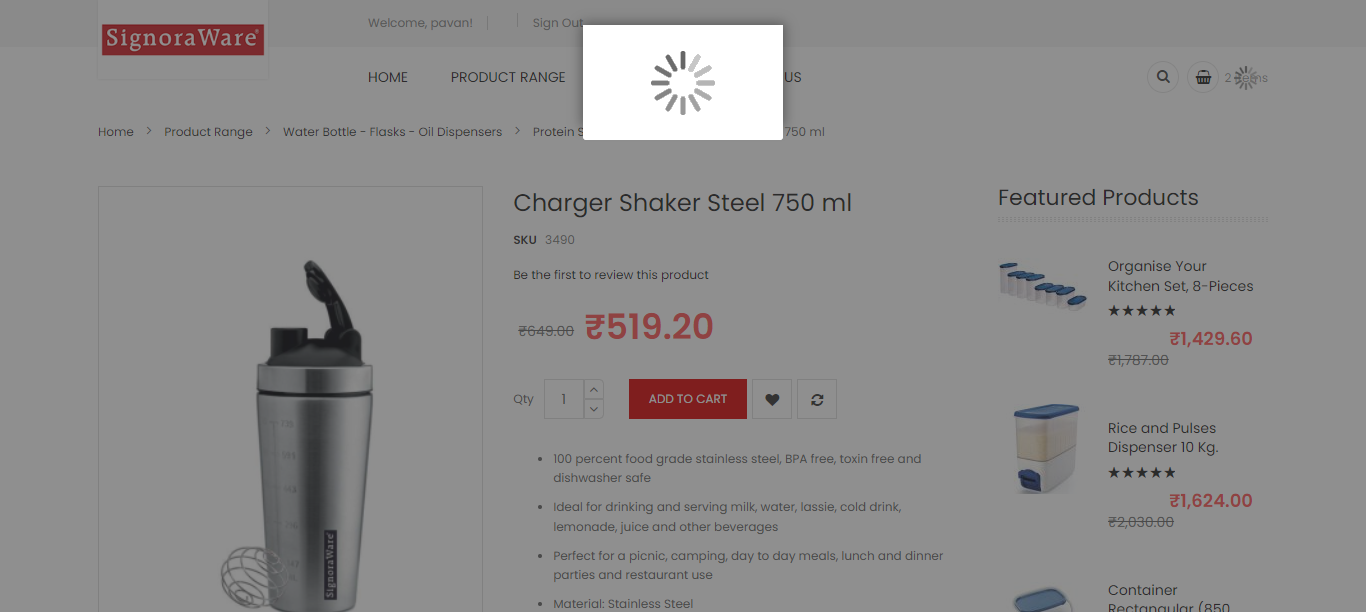 Welcome, pavan!
Sign Out
SignoraWare
HOME
PRODUCT RANGE
US
2
Home > Product Range > Water Bottle - Flasks - Oil Dispensers > Protein
750 ml
Charger Shaker Steel 750 ml
SKU 3490
Be the first to review this product
₹649.00 ₹519.20
Qty 1 ADD TO CART
100 percent food grade stainless steel, BPA free, toxin free and
dishwasher safe
Ideal for drinking and serving milk, water, lassie, cold drink,
lemonade, juice and other beverages
Perfect for a picnic, camping, day to day meals, lunch and dinner
parties and restaurant use
Material: Stainless Steel
SignoraWare
Featured Products
Organise Your
Kitchen Set, 8-Pieces
₹1,429.60
₹1,787.00
Rice and Pulses
Dispenser 10 Kg.
₹1,624.00
₹2,030.00
Container
Rectangular (850